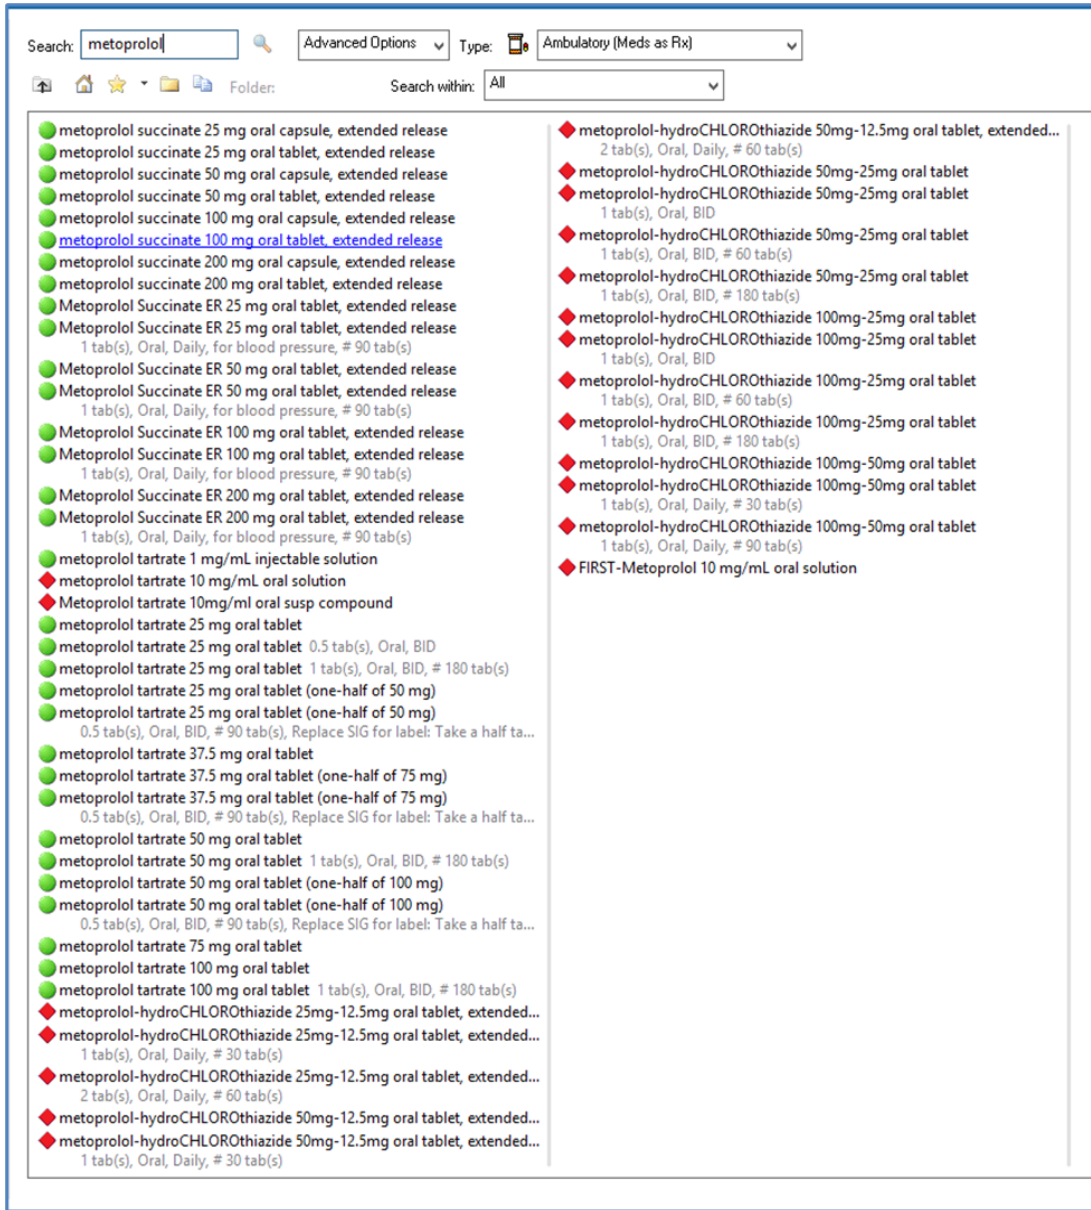 Search: metoprolol Advanced Options Type: Ambulatory (Meds as Rx)
Folder: Search within: All
metoprolol succinate 25 mg oral capsule, extended release
metoprolol succinate 25 mg oral tablet, extended release
metoprolol succinate 50 mg oral capsule, extended release
metoprolol succinate 50 mg oral tablet, extended release
metoprolol succinate 100 mg oral capsule, extended release
metoprolol succinate 100 mg oral tablet, extended release
metoprolol succinate 200 mg oral capsule, extended release
metoprolol succinate 200 mg oral tablet, extended release
Metoprolol Succinate ER 25 mg oral tablet, extended release
Metoprolol Succinate ER 25 mg oral tablet, extended release
1 tab(s), Oral, Daily, for blood pressure, # 90 tab(s)
Metoprolol Succinate ER 50 mg oral tablet, extended release
Metoprolol Succinate ER 50 mg oral tablet, extended release
1 tab(s), Oral, Daily, for blood pressure, # 90 tab(s)
Metoprolol Succinate ER 100 mg oral tablet, extended release
Metoprolol Succinate ER 100 mg oral tablet, extended release
1 tab(s), Oral, Daily, for blood pressure, # 90 tab(s)
Metoprolol Succinate ER 200 mg oral tablet, extended release
Metoprolol Succinate ER 200 mg oral tablet, extended release
1 tab(s), Oral, Daily, for blood pressure, # 90 tab(s)
metoprolol tartrate 1 mg/mL injectable solution
metoprolol tartrate 10 mg/mL oral solution
Metoprolol tartrate 10mg/ml oral susp compound
metoprolol tartrate 25 mg oral tablet
metoprolol tartrate 25 mg oral tablet 0.5 tab(s), Oral, BID
metoprolol tartrate 25 mg oral tablet 1 tab(s), Oral, BID, # 180 tab(s)
metoprolol tartrate 25 mg oral tablet (one-half of 50 mg)
metoprolol tartrate 25 mg oral tablet (one-half of 50 mg)
0.5 tab(s), Oral, BID, # 90 tab(s), Replace SIG for label: Take a half ta...
metoprolol tartrate 37.5 mg oral tablet
metoprolol tartrate 37.5 mg oral tablet (one-half of 75 mg)
metoprolol tartrate 37.5 mg oral tablet (one-half of 75 mg)
0.5 tab(s), Oral, BID, # 90 tab(s), Replace SIG for label: Take a half ta...
metoprolol tartrate 50 mg oral tablet
metoprolol tartrate 50 mg oral tablet 1 tab(s), Oral, BID, # 180 tab(s)
metoprolol tartrate 50 mg oral tablet (one-half of 100 mg)
metoprolol tartrate 50 mg oral tablet (one-half of 100 mg)
0.5 tab(s), Oral, BID, # 90 tab(s), Replace SIG for label: Take a half ta...
metoprolol tartrate 75 mg oral tablet
metoprolol tartrate 100 mg oral tablet
metoprolol tartrate 100 mg oral tablet 1 tab(s), Oral, BID, # 180 tab(s)
metoprolol-hydroCHLOROthiazide 25mg-12.5mg oral tablet, extended...
metoprolol-hydroCHLOROthiazide 25mg-12.5mg oral tablet, extended...
1 tab(s), Oral, Daily, # 30 tab(s)
metoprolol-hydroCHLOROthiazide 25mg-12.5mg oral tablet, extended...
2 tab(s), Oral, Daily, # 60 tab(s)
metoprolol-hydroCHLOROthiazide 50mg-12.5mg oral tablet, extended...
metoprolol-hydroCHLOROthiazide 50mg-12.5mg oral tablet, extended...
1 tab(s), Oral, Daily, # 30 tab(s)
metoprolol-hydroCHLOROthiazide 50mg-12.5mg oral tablet, extended...
2 tab(s), Oral, Daily, # 60 tab(s)
metoprolol-hydroCHLOROthiazide 50mg-25mg oral tablet
metoprolol-hydroCHLOROthiazide 50mg-25mg oral tablet
1 tab(s), Oral, BID
metoprolol-hydroCHLOROthiazide 50mg-25mg oral tablet
1 tab(s), Oral, BID, # 60 tab(s)
metoprolol-hydroCHLOROthiazide 50mg-25mg oral tablet
1 tab(s), Oral, BID, # 180 tab(s)
metoprolol-hydroCHLOROthiazide 100mg-25mg oral tablet
metoprolol-hydroCHLOROthiazide 100mg-25mg oral tablet
1 tab(s), Oral, BID
metoprolol-hydroCHLOROthiazide 100mg-25mg oral tablet
1 tab(s), Oral, BID, # 60 tab(s)
metoprolol-hydroCHLOROthiazide 100mg-25mg oral tablet
1 tab(s), Oral, BID, # 180 tab(s)
metoprolol-hydroCHLOROthiazide 100mg-50mg oral tablet
metoprolol-hydroCHLOROthiazide 100mg-50mg oral tablet
1 tab(s), Oral, Daily, # 30 tab(s)
metoprolol-hydroCHLOROthiazide 100mg-50mg oral tablet
1 tab(s), Oral, Daily, # 90 tab(s)
FIRST-Metoprolol 10 mg/mL oral solution